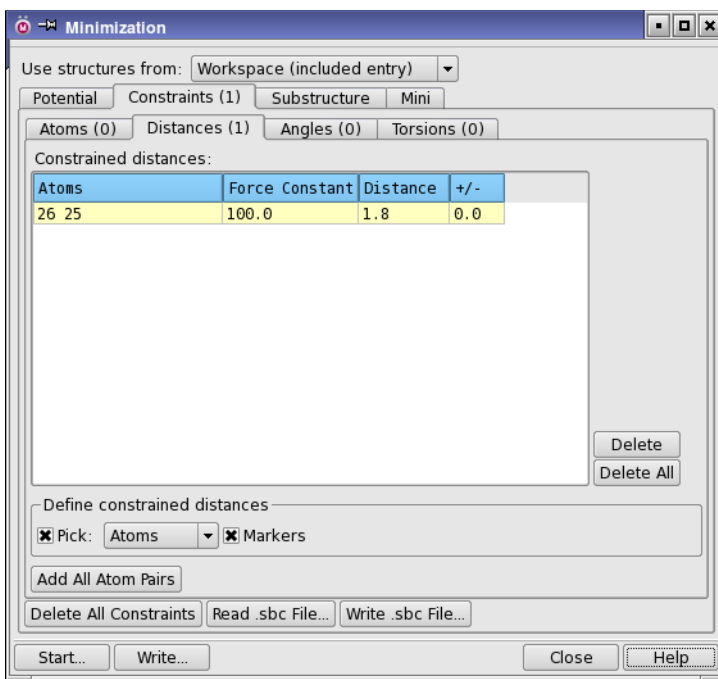 Minimization
Use structures from: Workspace (included entry)
Potential Constraints (1) Substructure Mini
Atoms (0) Distances (1) Angles (0) Torsions (0)
Constrained distances:
Atoms Force Constant Distance +/-
26 25 100.0 1.8 0.0
Delete
Delete All
Define constrained distances
Pick: Atoms Markers
Add All Atom Pairs
Delete All Constraints Read .sbc File... Write .sbc File...
Start... Write... Close Help